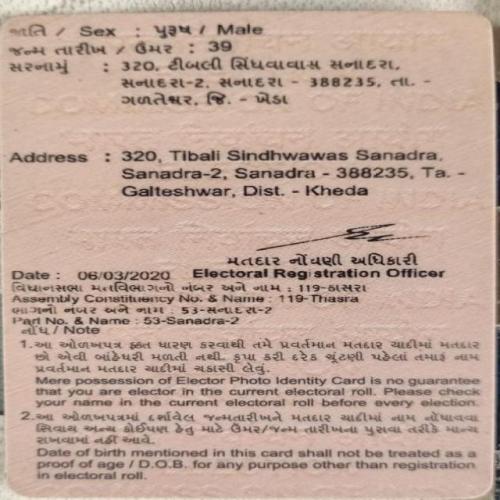 જાતિ / Sex : પુરૂષ / Male
જન્મ તારીખ / ઉંમર : 39
સરનામું : 320, ટીબલી સિંધવાવાસ સનાદરા,
સનાદરા-2, સનાદરા - 388235, તા. -
ગળતેશ્વર, જિ. - ખેડા
Address : 320, Tibali Sindhwawas Sanadra,
Sanadra-2, Sanadra - 388235, Ta. -
Galteshwar, Dist. - Kheda
મતદાર નોંધણી અધિકારી
Date : 06/03/2020 Electoral Registration Officer
વિધાનસભા મતવિભાગનો નંબર અને નામ : 119-ઠાસરા
Assembly Constituency No. & Name : 119-Thasra
ભાગનો નંબર અને નામ : 53-સનાદરા-2
Part No. & Name : 53-Sanadra-2
નોંધ / Note
1. આ ઓળખપત્ર ફક્ત ધારણ કરવાથી તમે પ્રવર્તમાન મતદાર યાદીમાં મતદાર
છો એવી બાંહેધરી મળતી નથી. કૃપા કરી દરેક ચૂંટણી પહેલાં તમારૂં નામ
પ્રવર્તમાન મતદાર યાદીમાં ચકાસી લેવું.
Mere possession of Elector Photo Identity Card is no guarantee
that you are elector in the current electoral roll. Please check
your name in the current electoral roll before every election.
2. આ ઓળખપત્રમાં દર્શાવેલ જન્મતારીખને મતદાર યાદીમાં નામ નોંધાવવા
સિવાય અન્ય કોઈપણ હેતુ માટે ઉંમર/જન્મ તારીખના પુરાવા તરીકે માન્ય
રાખવામાં નહીં આવે.
Date of birth mentioned in this card shall not be treated as a
proof of age / D.O.B. for any purpose other than registration
in electoral roll.